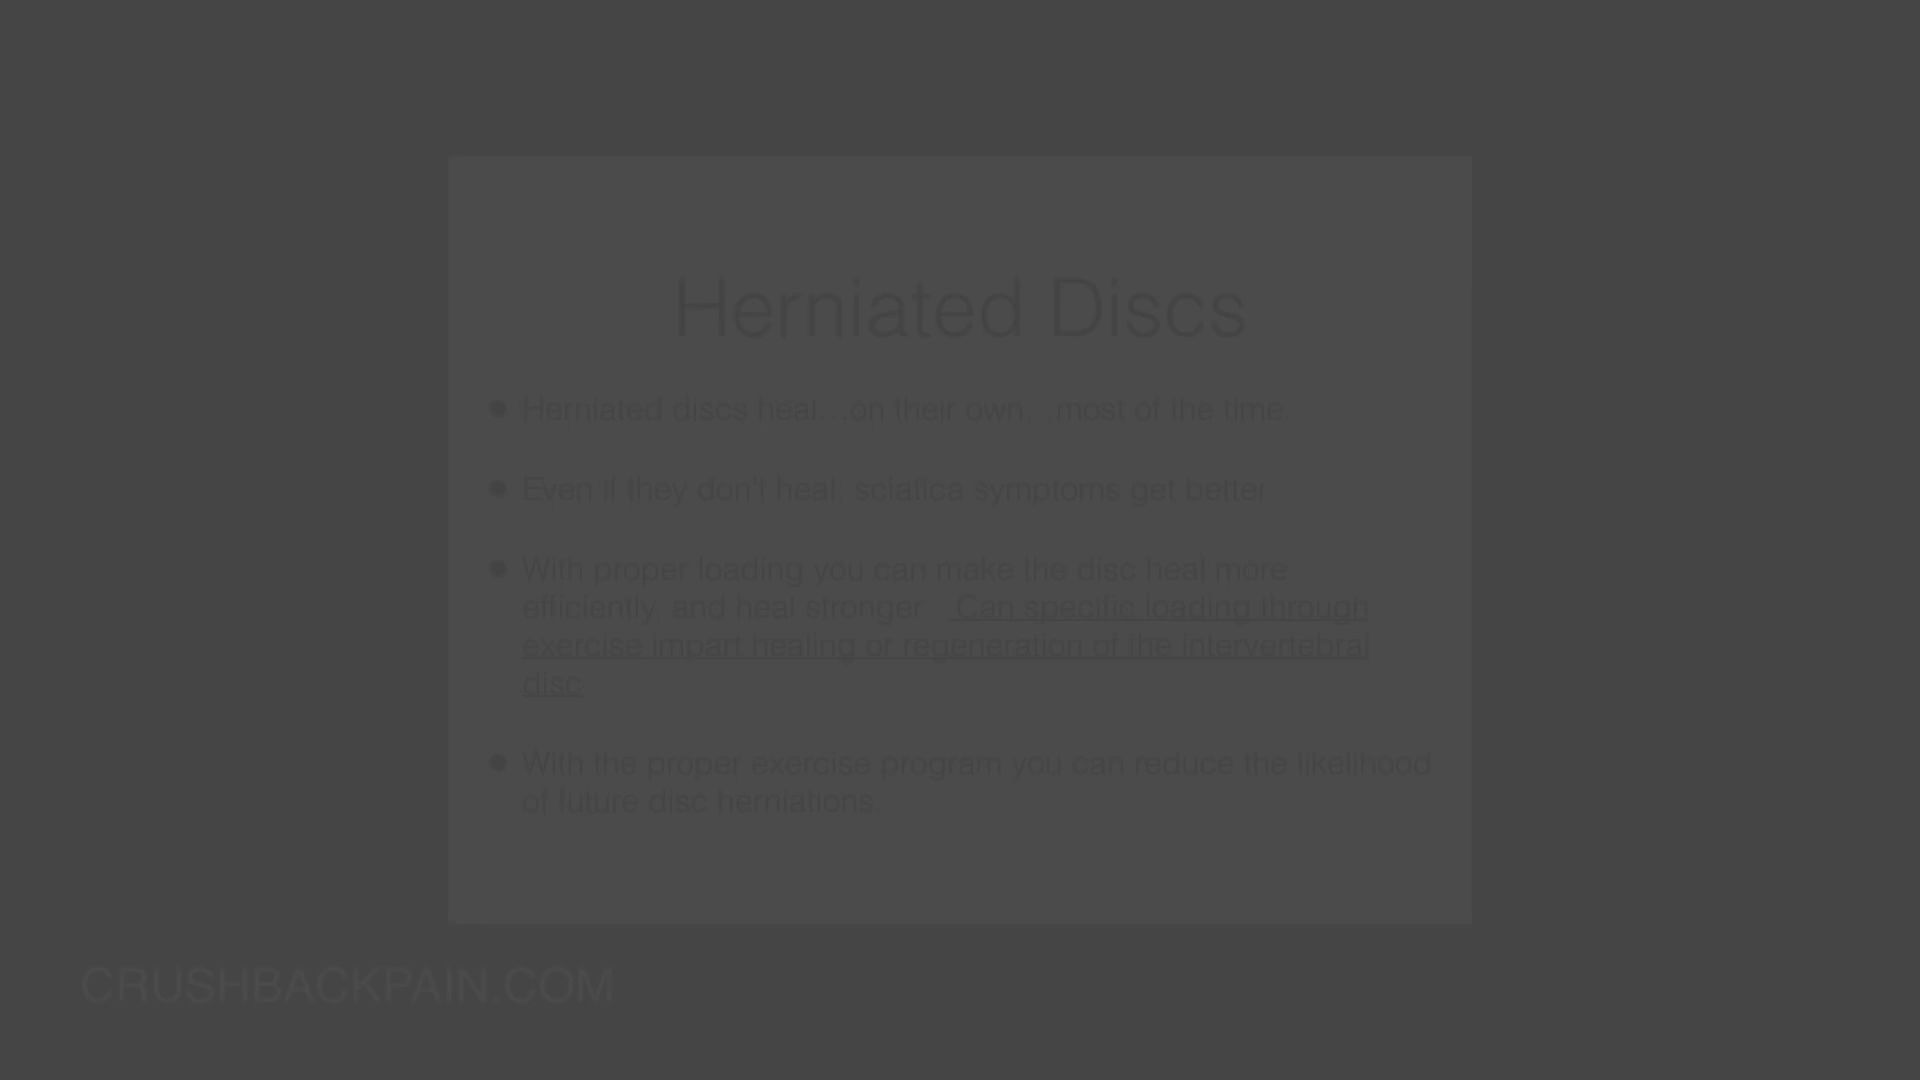 Herniated Discs
● Herniated discs heal...on their own...most of the time.
● Even if they don't heal, sciatica symptoms get better
● With proper loading you can make the disc heal more
efficiently, and heal stronger Can specific loading through
exercise impart healing or regeneration of the intervertebral
disc
● With the proper exercise program you can reduce the likelihood
of future disc herniations.
CRUSHBACKPAIN.COM